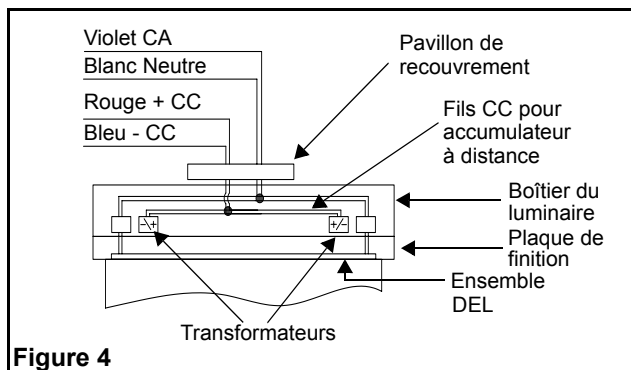 Violet CA
Blanc Neutre
Rouge + CC
Bleu - CC
Pavillon de
recouvrement
Fils CC pour
accumulateur
à distance
Boîtier du
luminaire
-/+
+/-
Plaque de
finition
Ensemble
DEL
Transformateurs
Figure 4